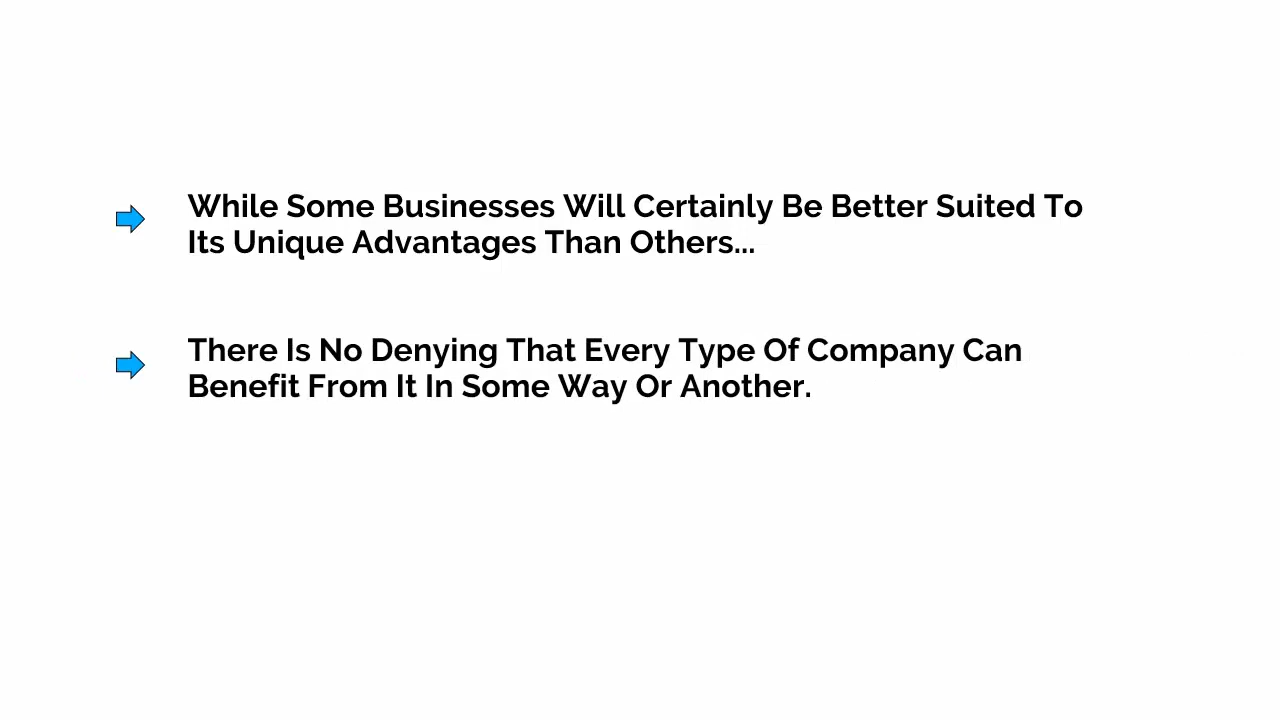 While Some Businesses Will Certainly Be Better Suited To
Its Unique Advantages Than Others...
There Is No Denying That Every Type Of Company Can
Benefit From It In Some Way Or Another.